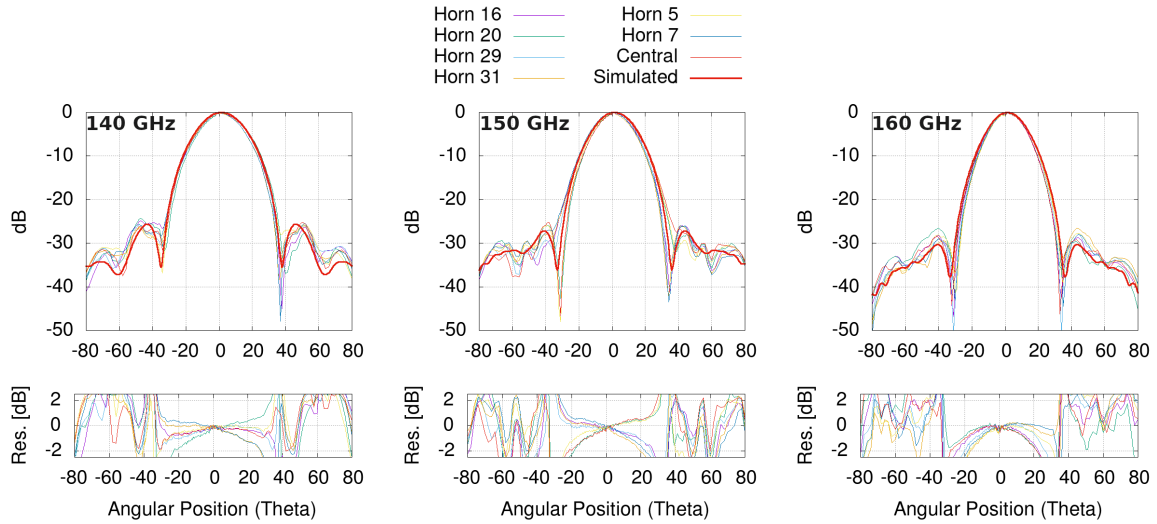 Horn 16 Horn 5
Horn 20 Horn 7
Horn 29 Central
Horn 31 Simulated
140 GHz 150 GHz 160 GHz
0 0 0
-10 -10 -10
-20 -20 -20
-30 -30 -30
-40 -40 -40
-50 -50 -50
dB dB dB
-80 -60 -40 -20 0 20 40 60 80 -80 -60 -40 -20 0 20 40 60 80 -80 -60 -40 -20 0 20 40 60 80
2 2 2
0 0 0
-2 -2 -2
Res. [dB] Res. [dB] Res. [dB]
-80 -60 -40 -20 0 20 40 60 80 -80 -60 -40 -20 0 20 40 60 80 -80 -60 -40 -20 0 20 40 60 80
Angular Position (Theta) Angular Position (Theta) Angular Position (Theta)